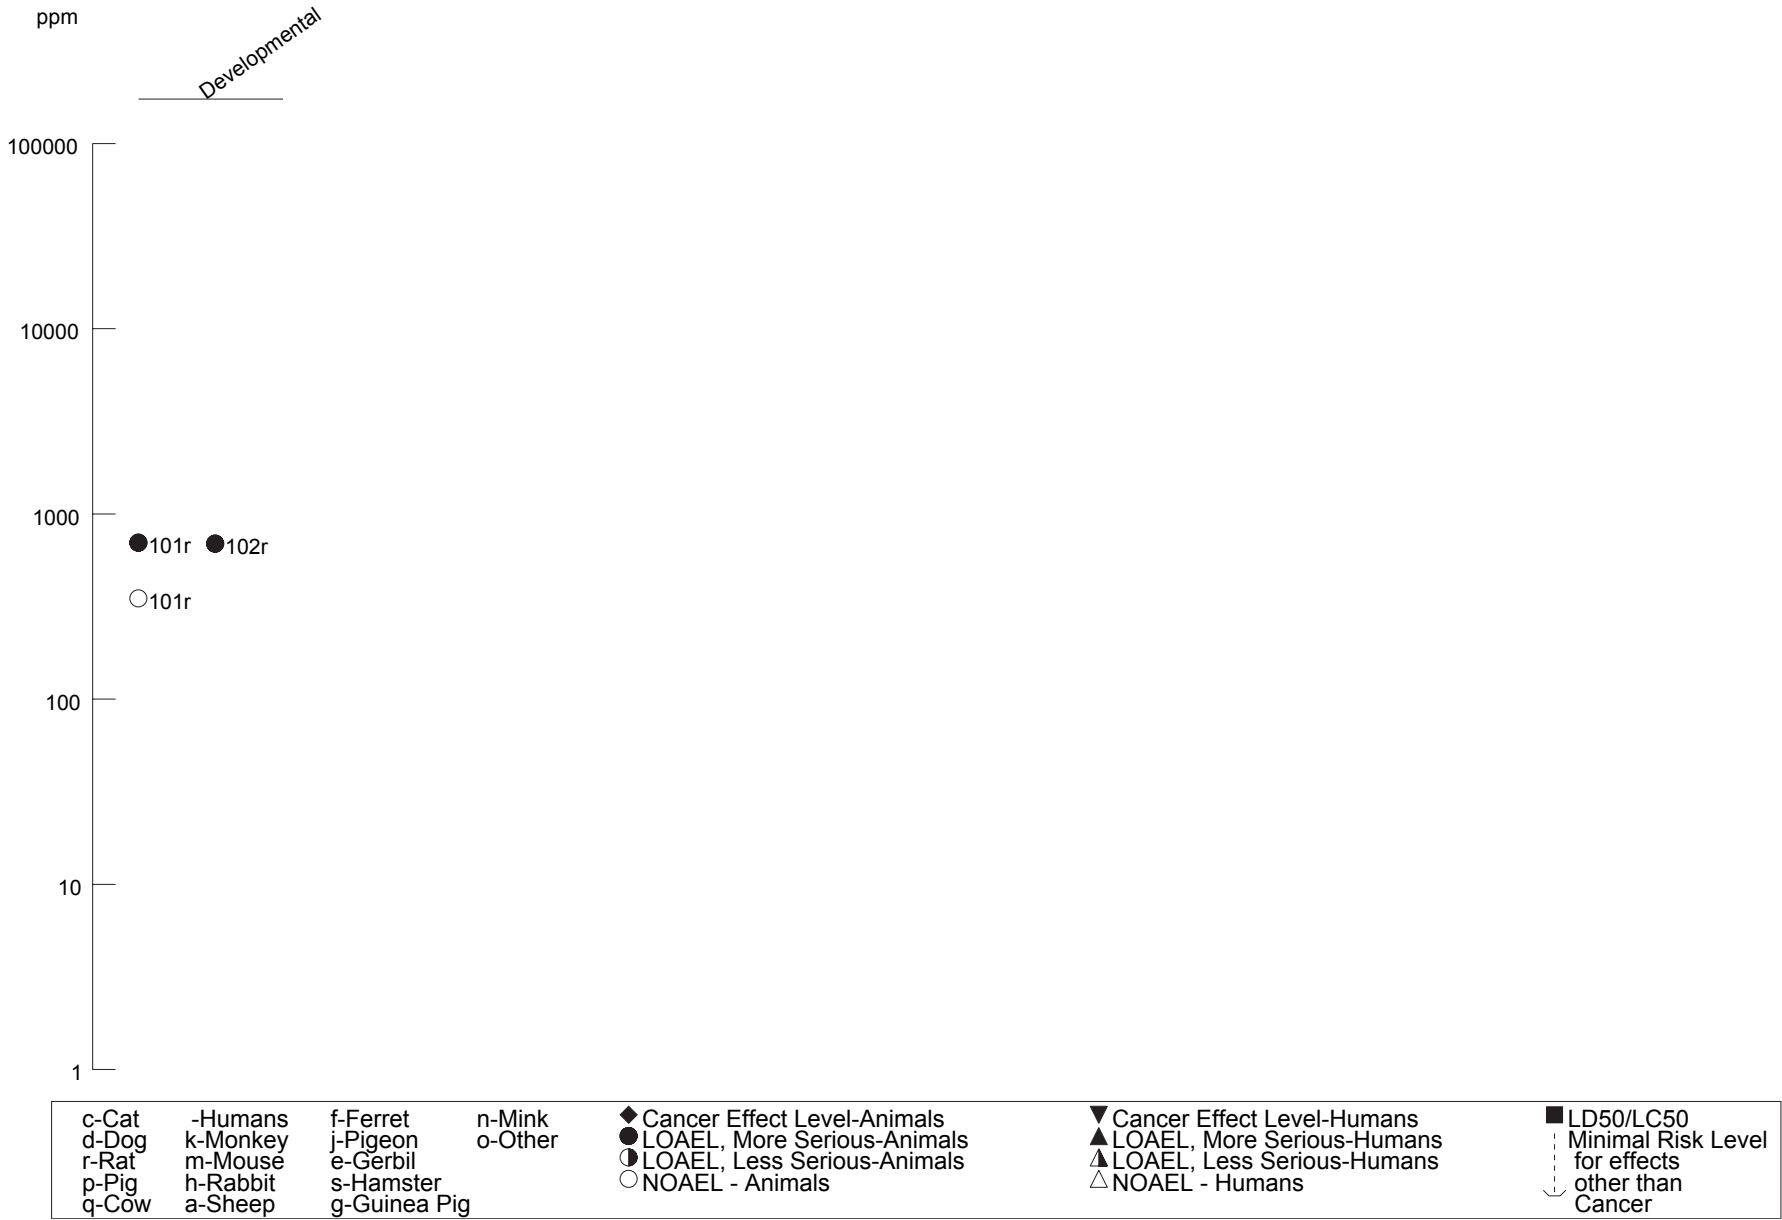 ppm
Developmental
100000
10000
1000
101r
102r
101r
100
10
1
c-Cat -Humans f-Ferret n-Mink Cancer Effect Level-Animals Cancer Effect Level-Humans LD50/LC50
d-Dog k-Monkey j-Pigeon o-Other LOAEL, More Serious-Animals LOAEL, More Serious-Humans Minimal Risk Level
r-Rat m-Mouse e-Gerbil LOAEL, Less Serious-Animals LOAEL, Less Serious-Humans for effects
p-Pig h-Rabbit s-Hamster NOAEL - Animals NOAEL - Humans other than
q-Cow a-Sheep g-Guinea Pig Cancer